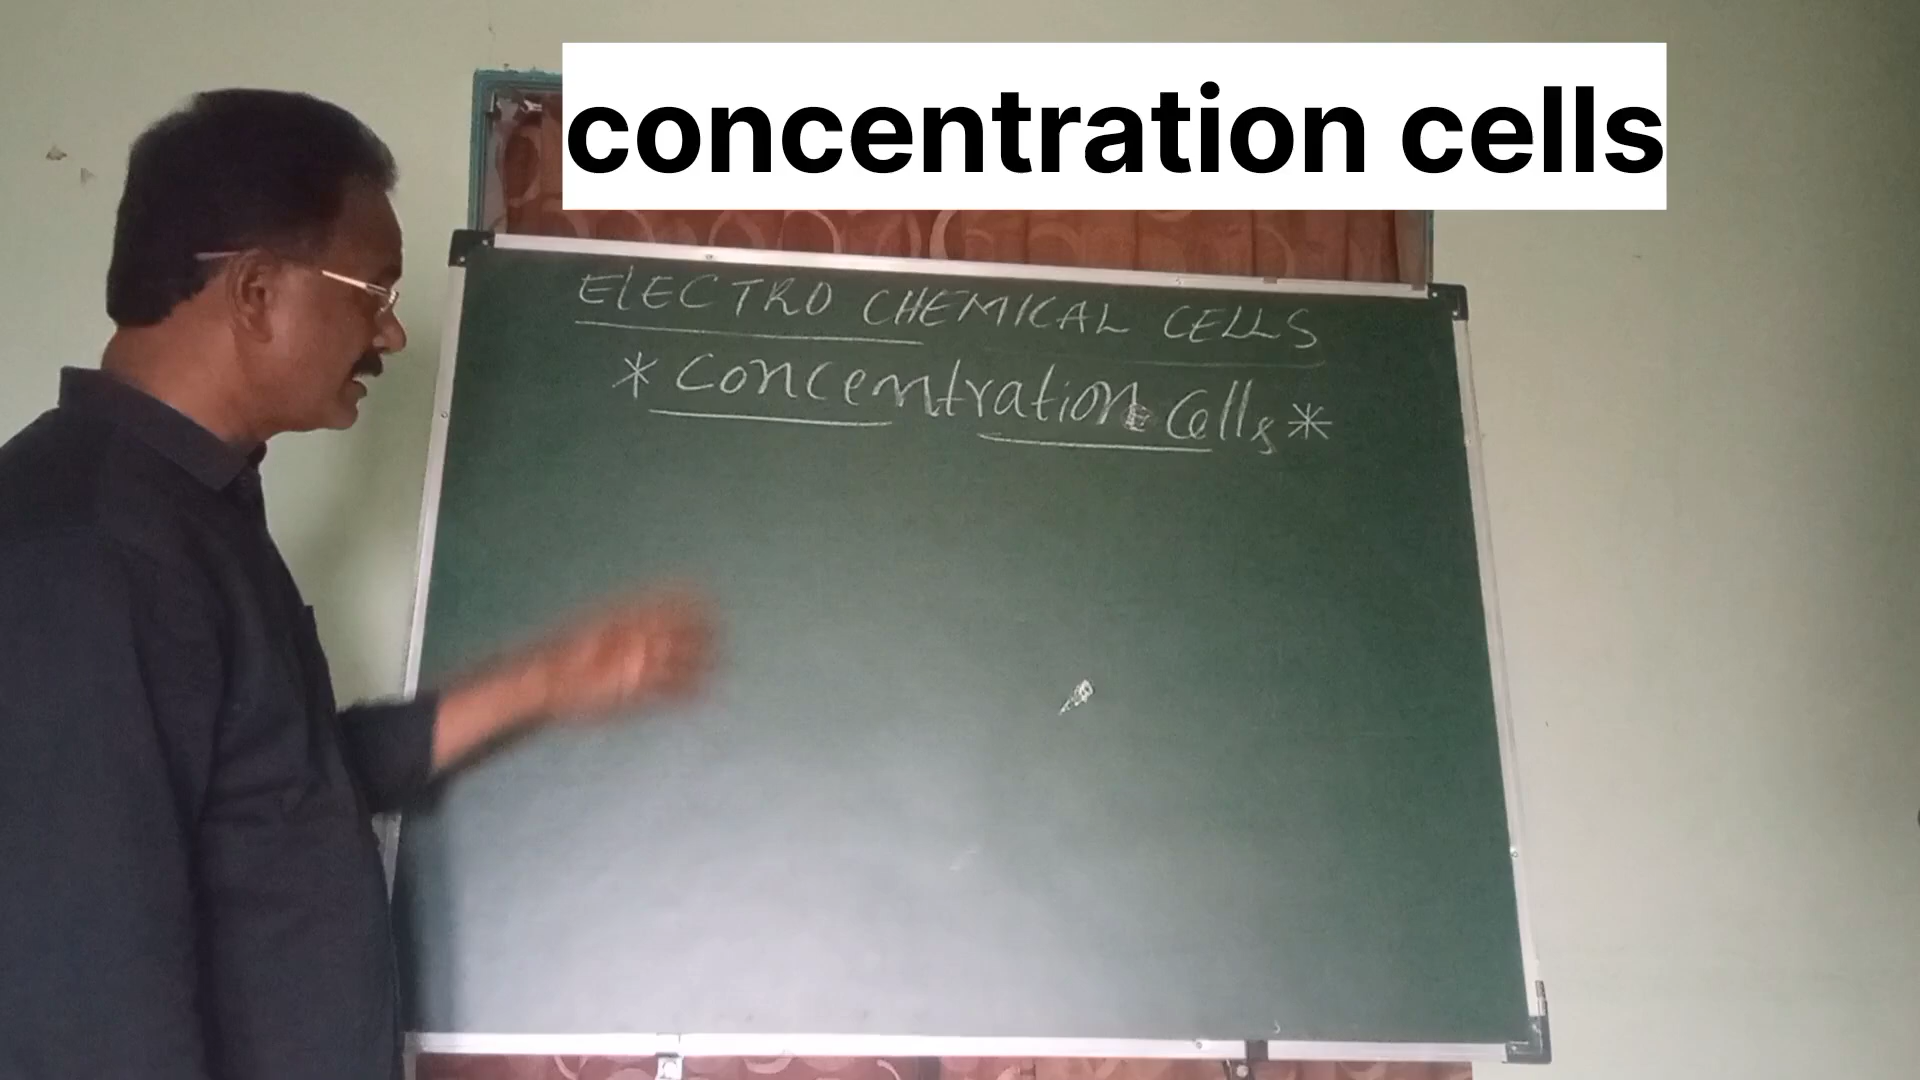 concentration cells
ElECTRO CHEMICAL CELLS
* Concentration Cells *